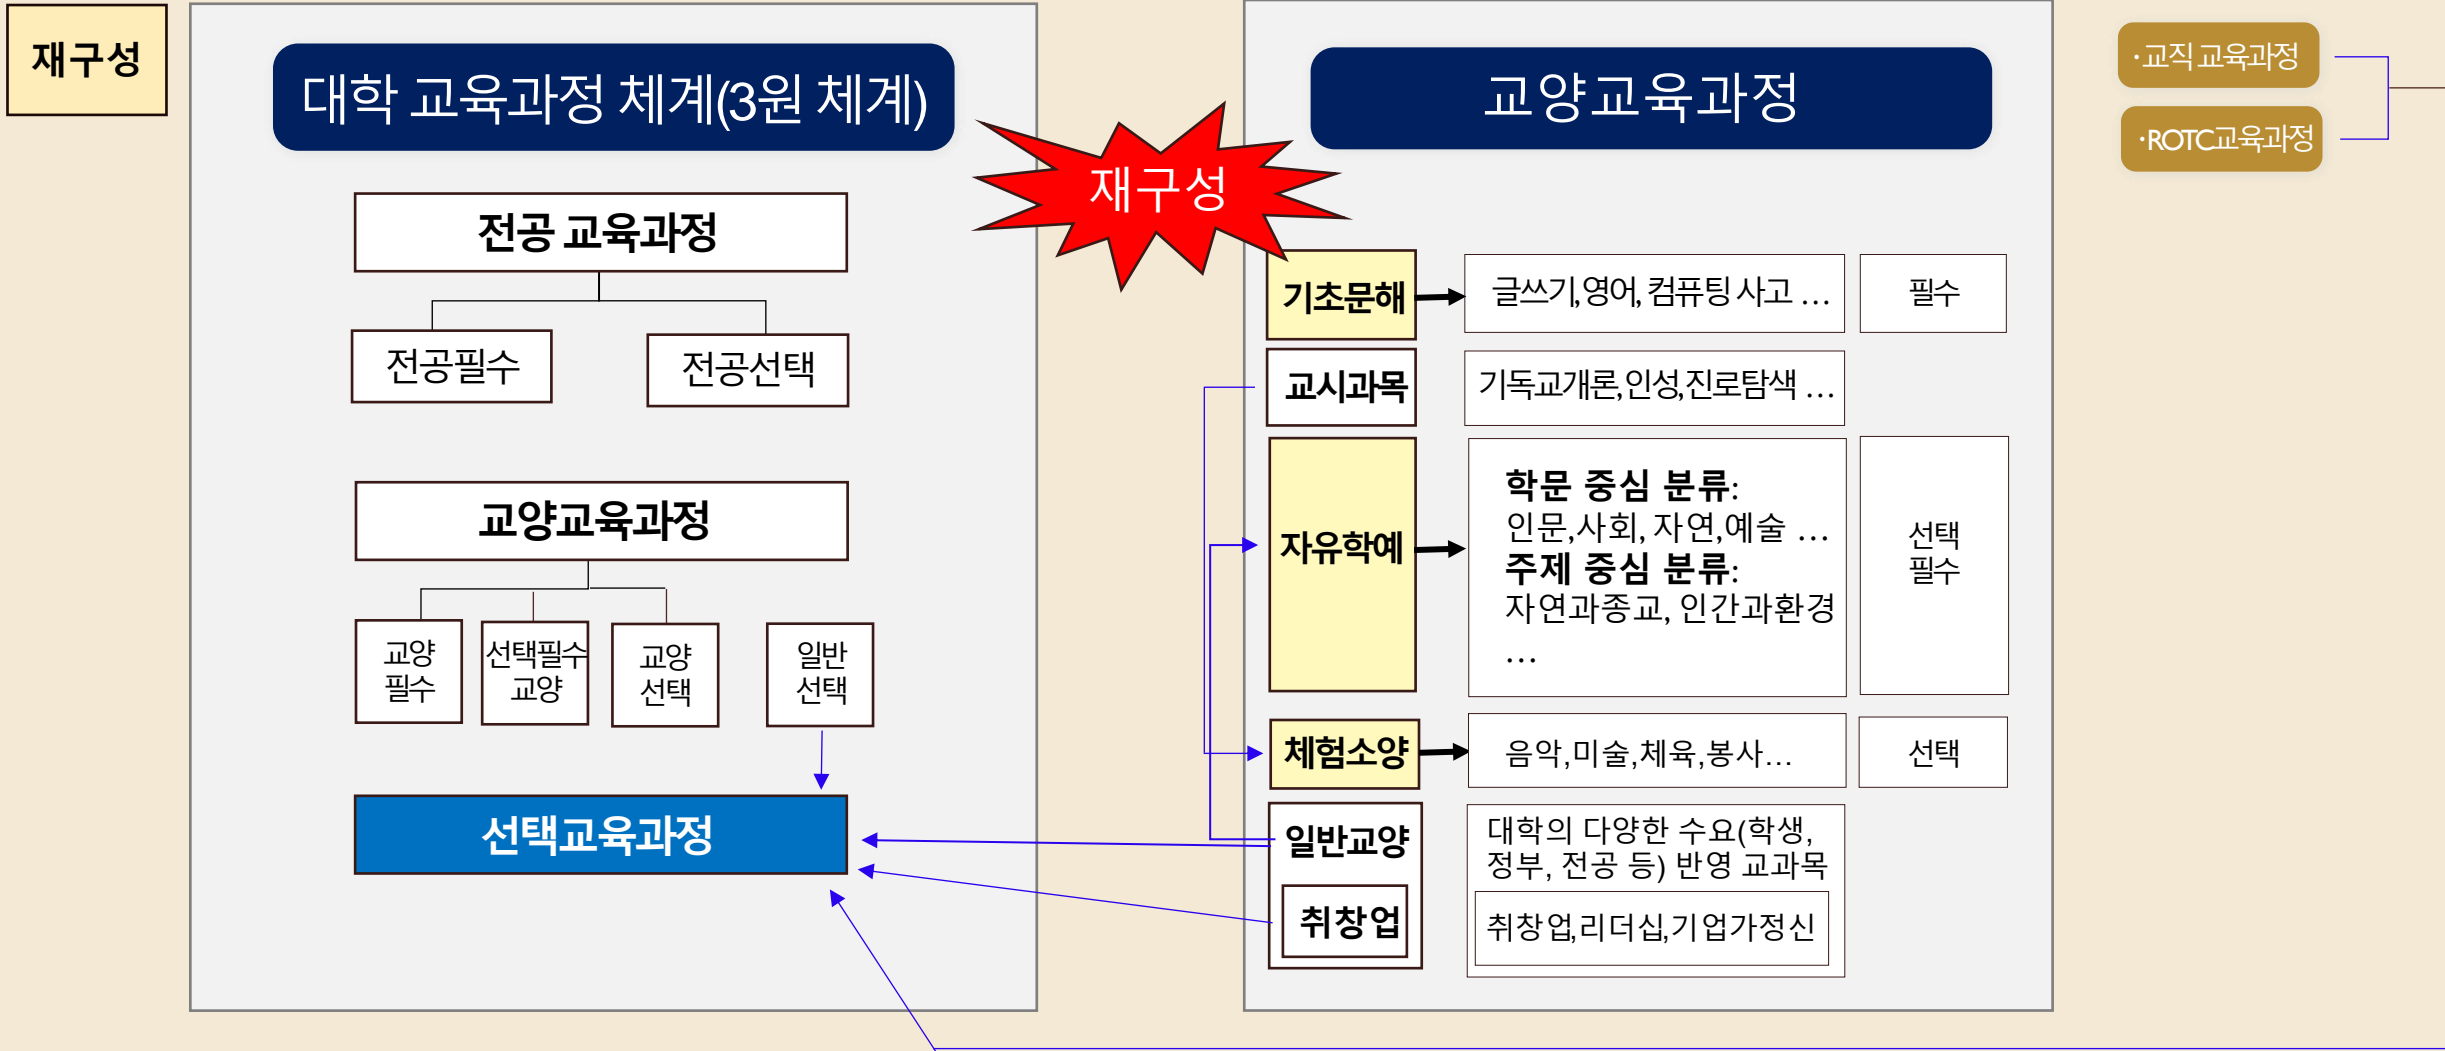 재구성
대학 교육과정 체계(3원 체계)
전공 교육과정
전공필수
전공선택
교양교육과정
교양
필수
선택필수
교양
교양
선택
일반
선택
선택교육과정
재구성
교양교육과정
기초문해
글쓰기,영어, 컴퓨팅 사고 …
필수
교시과목
기독교개론,인성,진로탐색 …
자유학예
학문 중심 분류:
인문,사회, 자연,예술 …
주제 중심 분류:
자연과종교, 인간과환경
…
선택
필수
체험소양
음악,미술,체육,봉사…
선택
일반교양
대학의 다양한 수요(학생,
정부, 전공 등) 반영 교과목
취창업
취창업,리더십,기업가정신
·교직 교육과정
·ROTC교육과정